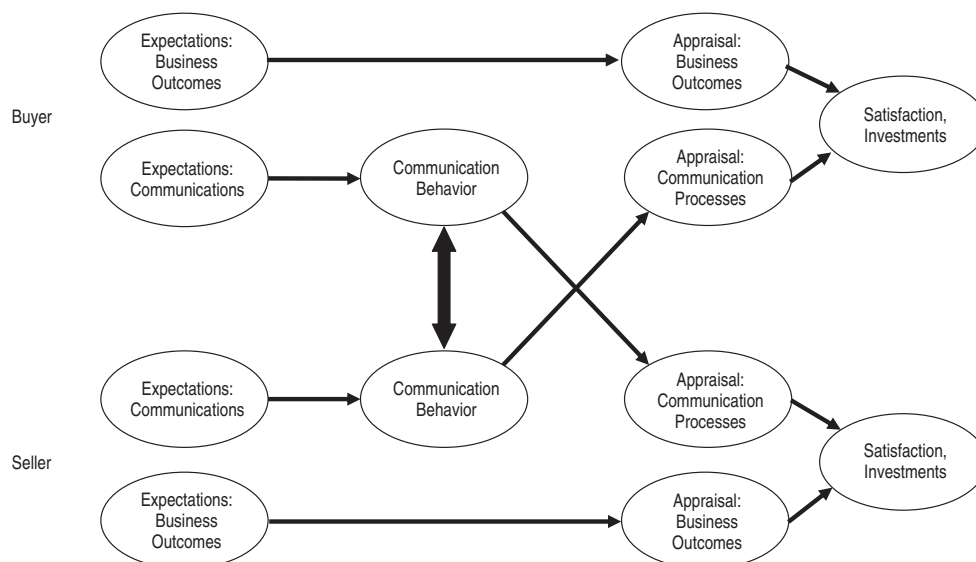 Expectations:
Business
Outcomes
Appraisal:
Business
Outcomes
Buyer
Satisfaction,
Investments
Expectations:
Communications
Communication
Behavior
Appraisal:
Communication
Processes
Expectations:
Communications
Communication
Behavior
Appraisal:
Communication
Processes
Seller
Satisfaction,
Investments
Expectations:
Business
Outcomes
Appraisal:
Business
Outcomes